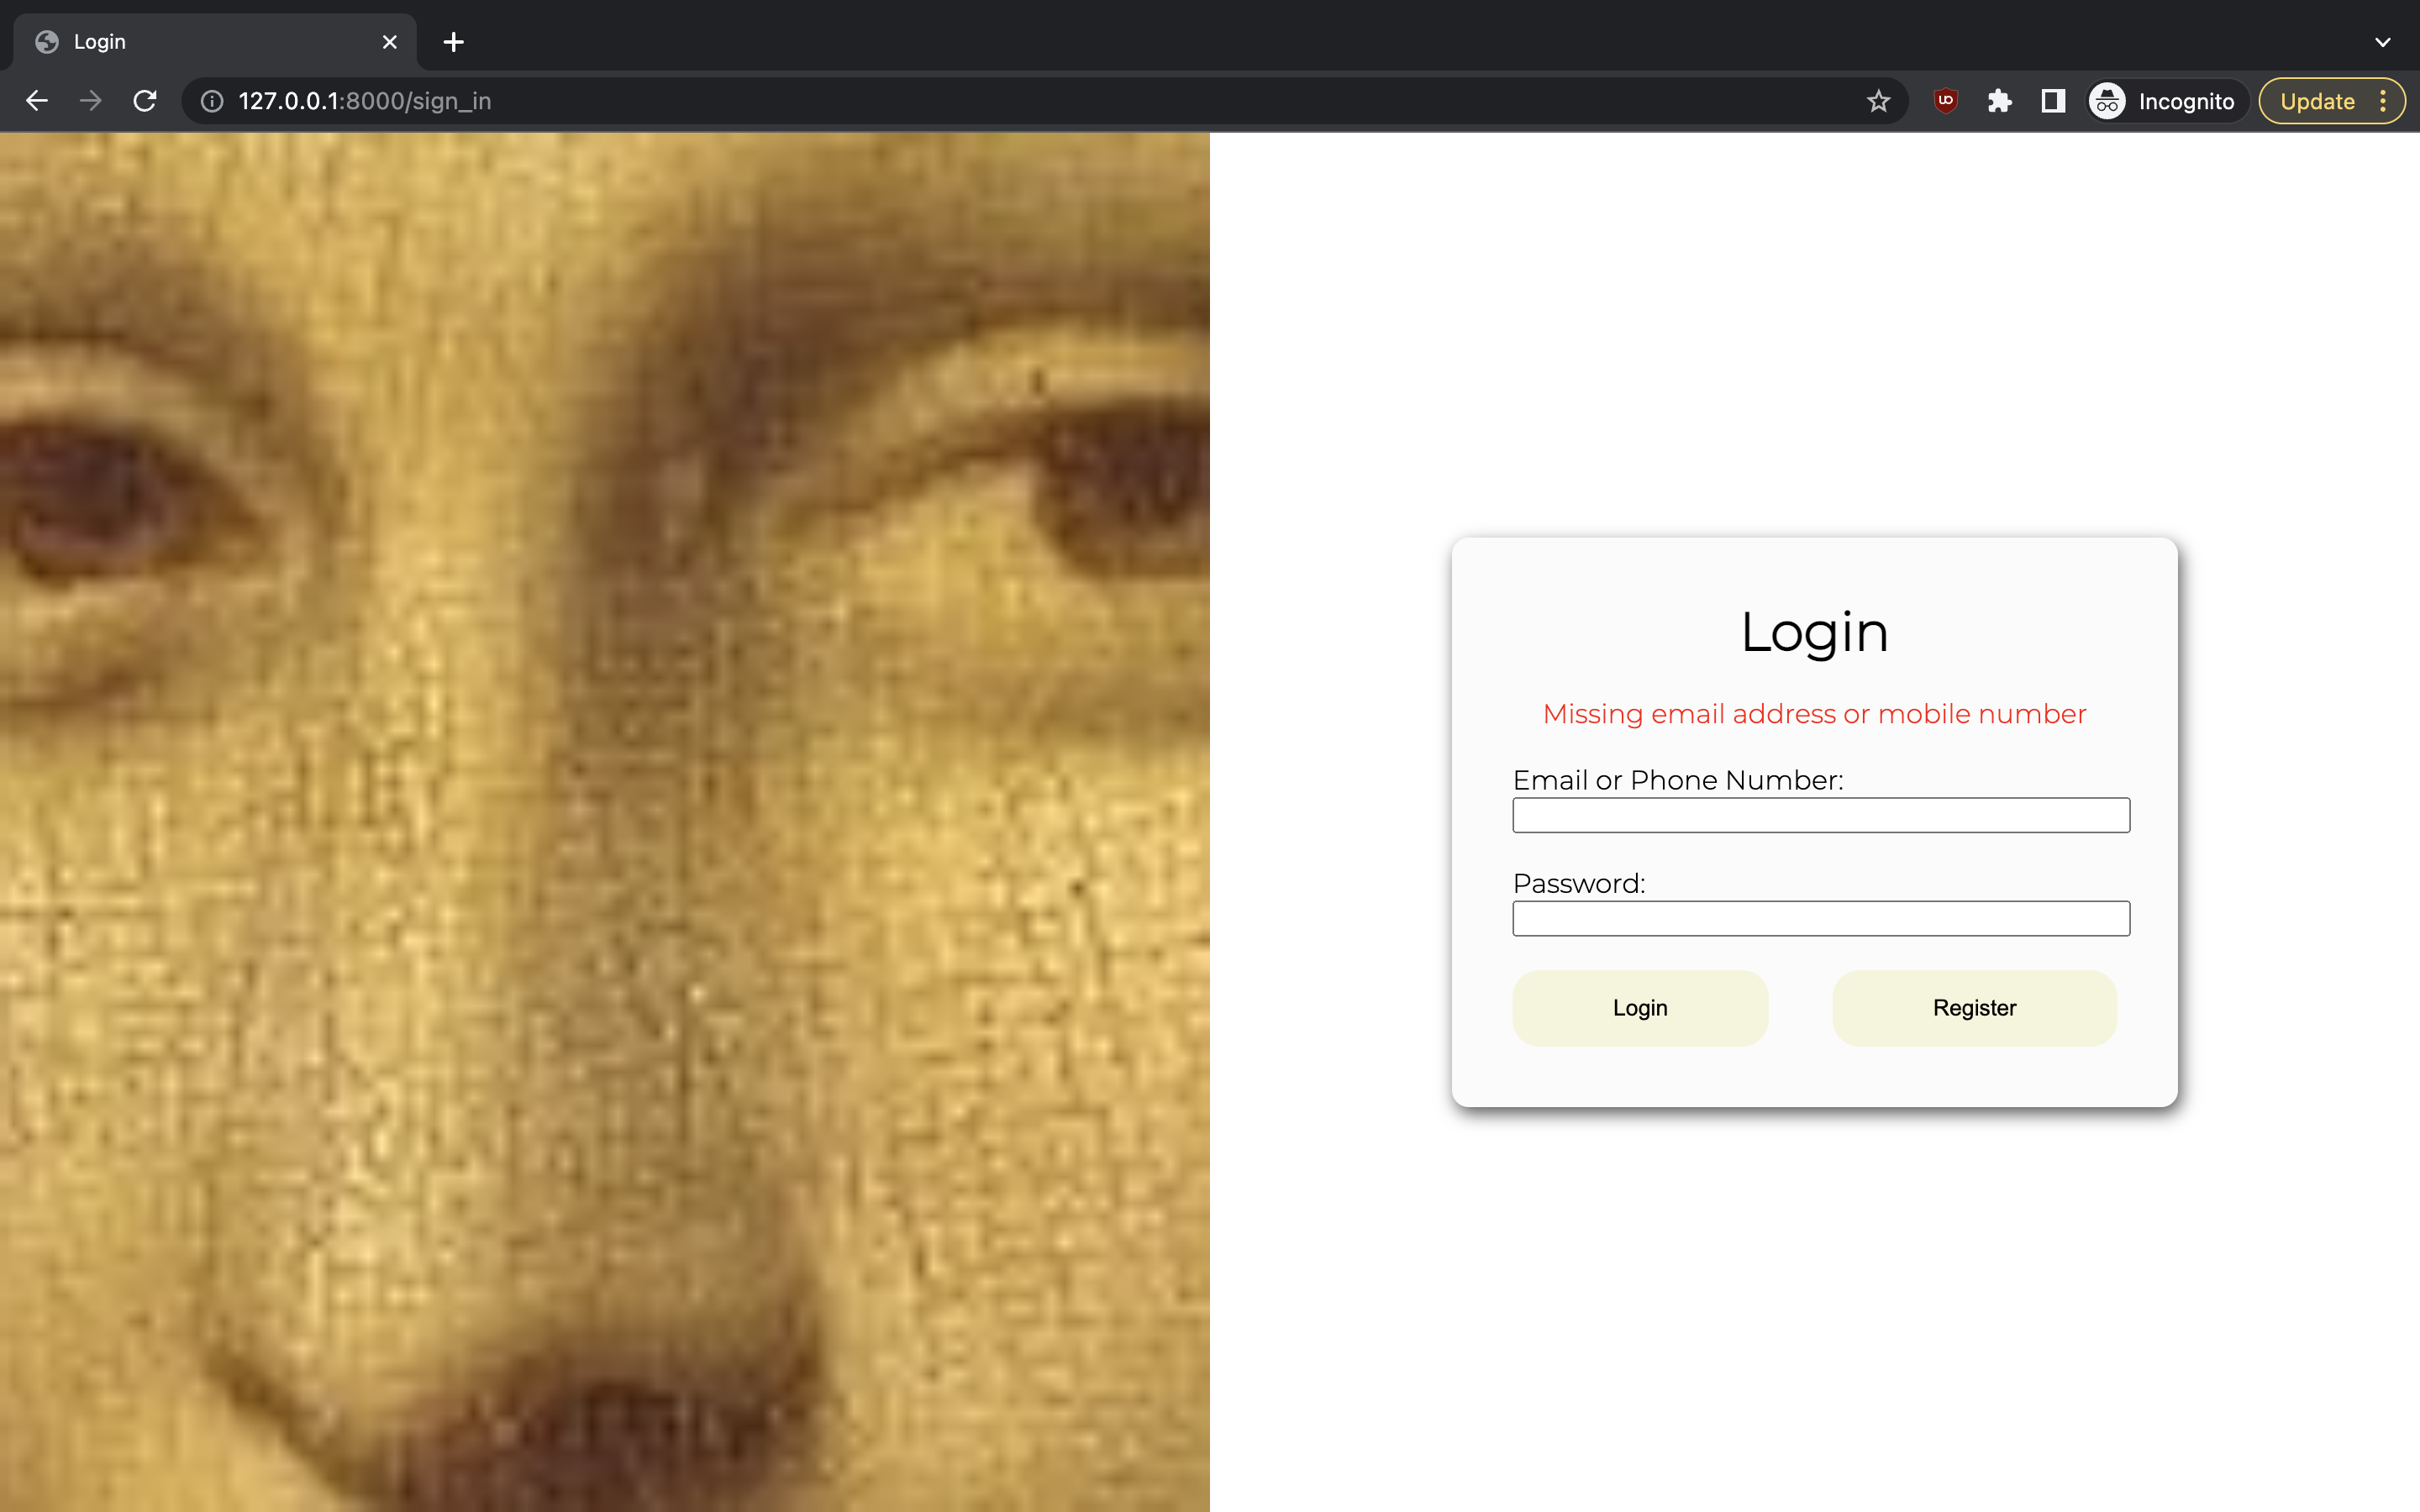 Login
127.0.0.1:8000/sign_in
Incognito
Update
Login
Missing email address or mobile number
Email or Phone Number:
Password:
Login
Register